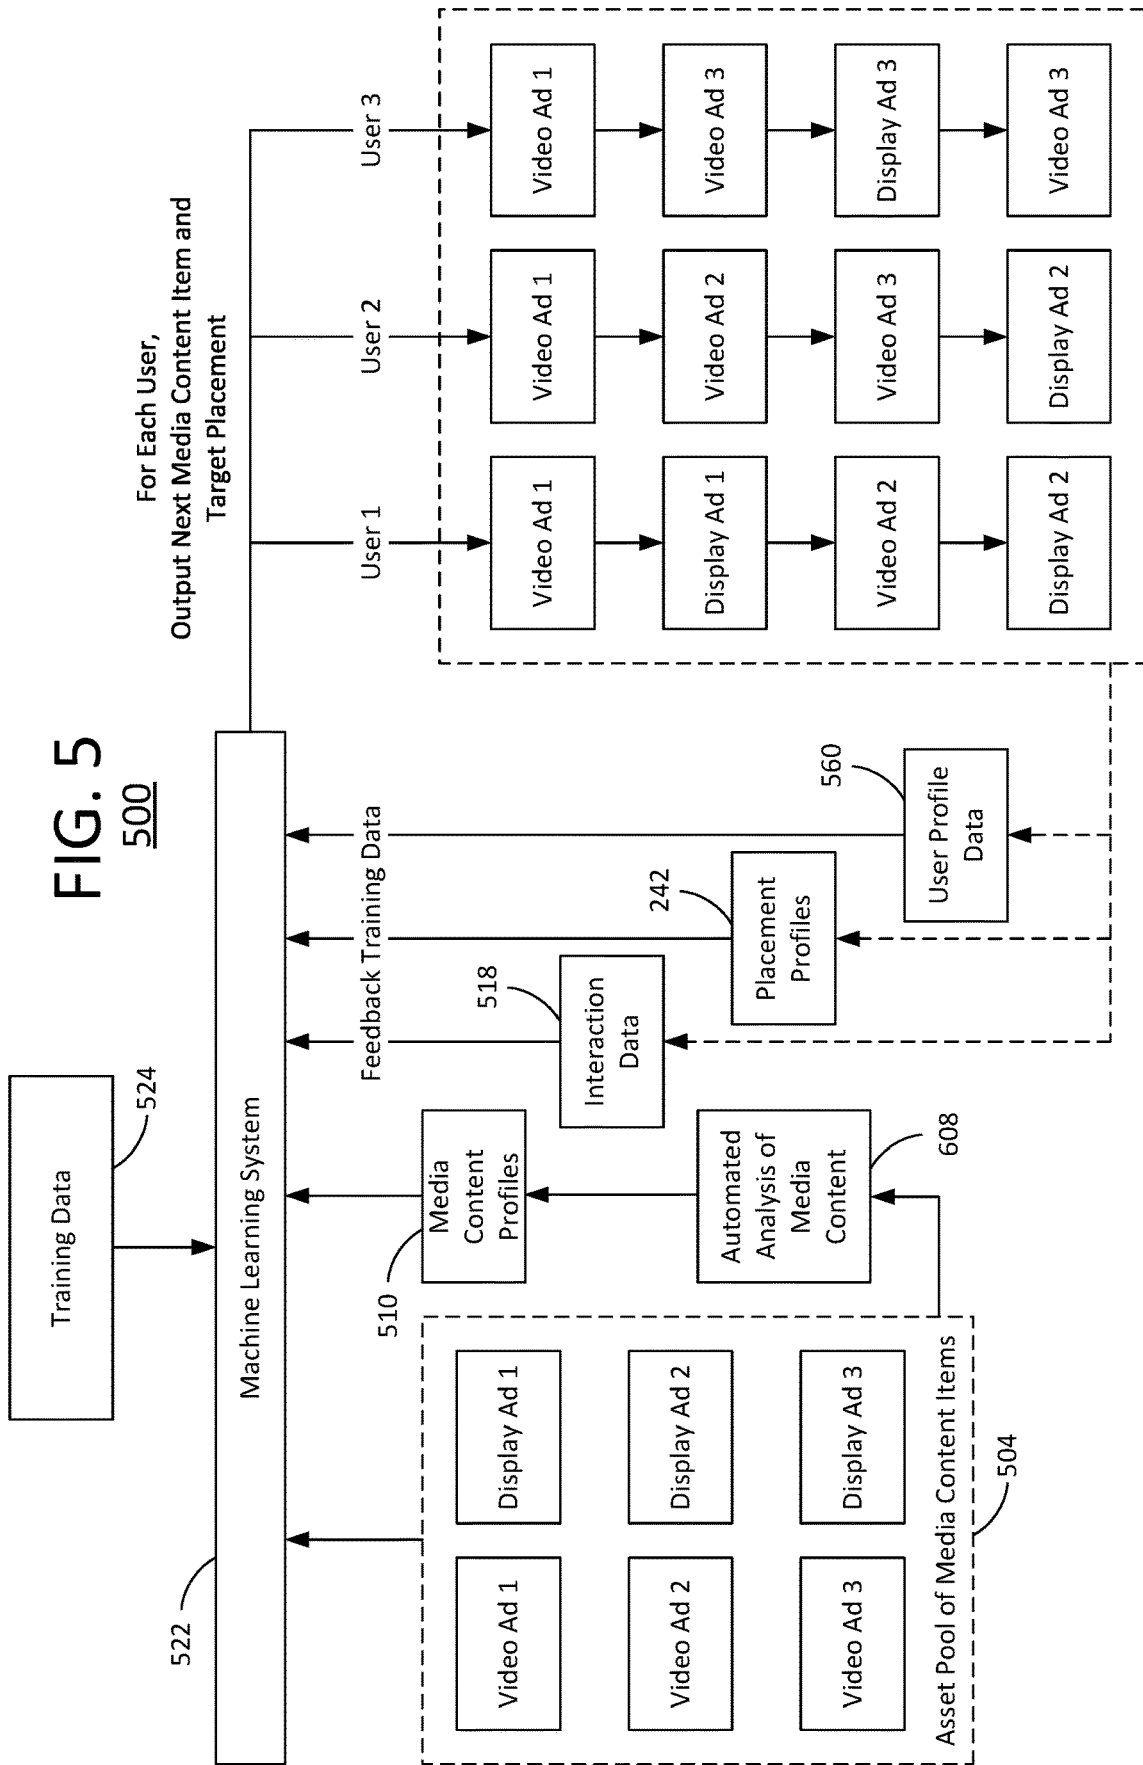 FIG. 5
500
Training Data
524
522
Machine Learning System
For Each User,
Output Next Media Content Item and
Target Placement
Feedback Training Data
User 1
User 2
User 3
Video Ad 1
Display Ad 1
Video Ad 2
Display Ad 2
Video Ad 3
Display Ad 3
Asset Pool of Media Content Items
504
510
Media
Content
Profiles
Automated
Analysis of
Media
Content
608
518
Interaction
Data
242
Placement
Profiles
560
User Profile
Data
Video Ad 1
Display Ad 1
Video Ad 2
Display Ad 2
Video Ad 1
Video Ad 2
Video Ad 3
Display Ad 2
Video Ad 1
Video Ad 3
Display Ad 3
Video Ad 3